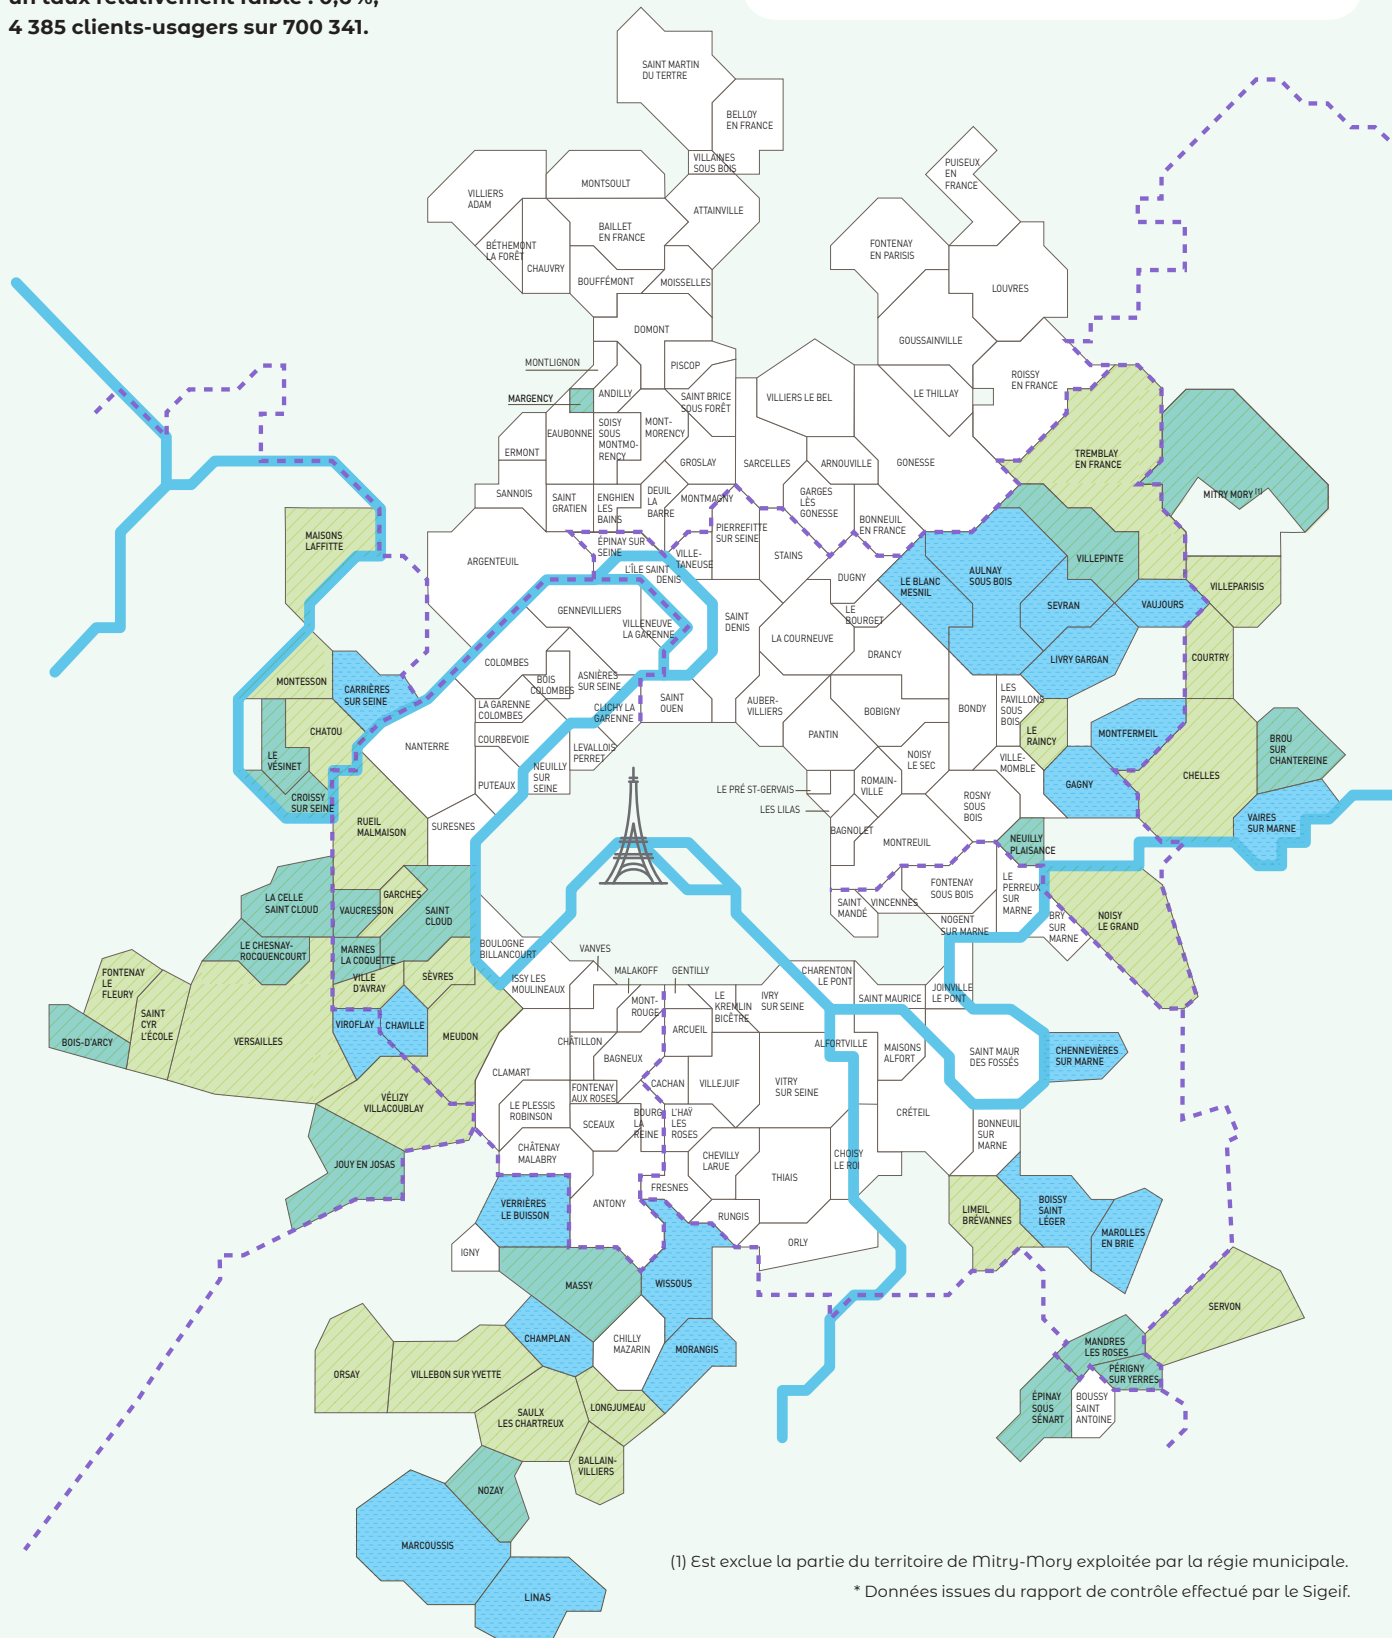 un taux relativement faible : 0,6 %,
4 385 clients-usagers sur 700 341.
SAINT MARTIN
DU TERTRE
BELLOY
EN FRANCE
VILLAINES
SOUS BOIS
PUISEUX
EN
FRANCE
MONTSOULT
VILLIERS
ADAM
ATTAINVILLE
BAILLET
EN FRANCE
BÉTHEMONT
LA FORÊT
CHAUVRY
FONTENAY
EN PARISIS
BOUFFÉMONT
MOISSELLES
LOUVRES
DOMONT
GOUSSAINVILLE
MONTLIGNON
PISCOP
ROISSY
EN FRANCE
MARGENCY
ANDILLY
SAINT BRICE
SOUS FORÊT
VILLIERS LE BEL
LE THILLAY
EAUBONNE
SOISY
SOUS
MONTMO-
RENCY
MONT-
MORENCY
ERMONT
GROSLAY
SARCELLES
ARNOUVILLE
GONESSE
TREMBLAY
EN FRANCE
MITRY MORY (1)
SANNOIS
SAINT
GRATIEN
ENGHIEN
LES
BAINS
DEUIL
LA
BARRE
MONTMAGNY
GARGES
LÈS
GONESSE
BONNEUIL
EN FRANCE
MAISONS
LAFFITTE
ARGENTEUIL
ÉPINAY SUR
SEINE
VILLE-
TANEUSE
PIERREFITTE
SUR SEINE
STAINS
L'ÎLE SAINT
DENIS
DUGNY
LE BLANC
MESNIL
AULNAY
SOUS BOIS
VILLEPINTE
VILLEPARISIS
GENNEVILLIERS
VILLENEUVE
LA GARENNE
SAINT
DENIS
LE
BOURGET
SEVRAN
VAUJOURS
LA COURNEUVE
DRANCY
LIVRY GARGAN
COURTRY
COLOMBES
BOIS
COLOMBES
ASNIÈRES
SUR SEINE
MONTESSON
CARRIÈRES
SUR SEINE
LA GARENNE
COLOMBES
CLICHY LA
GARENNE
SAINT
OUEN
AUBER-
VILLIERS
BOBIGNY
BONDY
LES
PAVILLONS
SOUS
BOIS
CHATOU
NANTERRE
COURBEVOIE
LEVALLOIS
PERRET
PANTIN
LE
RAINCY
MONTFERMEIL
BROU
SUR
CHANTEREINE
LE
VÉSINET
NEUILLY
SUR
SEINE
NOISY
LE SEC
VILLE-
MOMBLE
CHELLES
PUTEAUX
LE PRÉ ST-GERVAIS
ROMAIN-
VILLE
GAGNY
CROISSY
SUR SEINE
LES LILAS
ROSNY
SOUS
BOIS
RUEIL
MALMAISON
SURESNES
BAGNOLET
MONTREUIL
NEUILLY
PLAISANCE
VAIRES
SUR MARNE
LA CELLE
SAINT CLOUD
VAUCRESSON
GARCHES
SAINT
CLOUD
SAINT
MANDÉ
VINCENNES
FONTENAY
SOUS BOIS
LE
PERREUX
SUR
MARNE
NOGENT
SUR MARNE
BRY
SUR
MARNE
NOISY
LE GRAND
LE CHESNAY-
ROCQUENCOURT
MARNES
LA COQUETTE
BOULOGNE
BILLANCOURT
VANVES
MALAKOFF
GENTILLY
FONTENAY
LE
FLEURY
VILLE
D'AVRAY
SÈVRES
ISSY LES
MOULINEAUX
CHARENTON
LE PONT
SAINT MAURICE
JOINVILLE
LE PONT
SAINT
CYR
L'ÉCOLE
VIROFLAY
CHAVILLE
MEUDON
MONT-
ROUGE
LE
KREMLIN
BICÊTRE
IVRY
SUR SEINE
ARCUEIL
BOIS-D'ARCY
VERSAILLES
CHÂTILLON
BAGNEUX
ALFORTVILLE
MAISONS
ALFORT
SAINT MAUR
DES FOSSÉS
CHENNEVIÈRES
SUR MARNE
CLAMART
CACHAN
VILLEJUIF
VITRY
SUR SEINE
VÉLIZY
VILLACOUBLAY
FONTENAY
AUX ROSES
LE PLESSIS
ROBINSON
SCEAUX
BOURG
LA
REINE
L'HAŸ
LES
ROSES
CRÉTEIL
BONNEUIL
SUR
MARNE
JOUY EN JOSAS
CHÂTENAY
MALABRY
CHEVILLY
LARUE
THIAIS
CHOISY
LE ROI
FRESNES
VERRIÈRES
LE BUISSON
ANTONY
RUNGIS
ORLY
LIMEIL
BRÉVANNES
BOISSY
SAINT
LÉGER
MAROLLES
EN BRIE
IGNY
MASSY
WISSOUS
SERVON
CHAMPLAN
CHILLY
MAZARIN
MORANGIS
MANDRES
LES ROSES
PÉRIGNY
SUR YERRES
ORSAY
VILLEBON SUR YVETTE
SAULX
LES CHARTREUX
LONGJUMEAU
ÉPINAY
SOUS
SÉNART
BOUSSY
SAINT
ANTOINE
BALLAIN-
VILLIERS
NOZAY
MARCOUSSIS
LINAS
(1) Est exclue la partie du territoire de Mitry-Mory exploitée par la régie municipale.
* Données issues du rapport de contrôle effectué par le Sigeif.